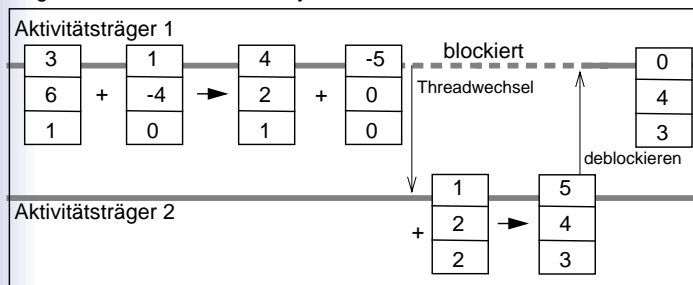 Aktivitätsträger 1
3 1 4 -5 blockiert 0
6 + -4 2 + 0 Threadwechsel 4
1 0 1 0 3
deblockieren
1 5
Aktivitätsträger 2
+ 2 4
2 3